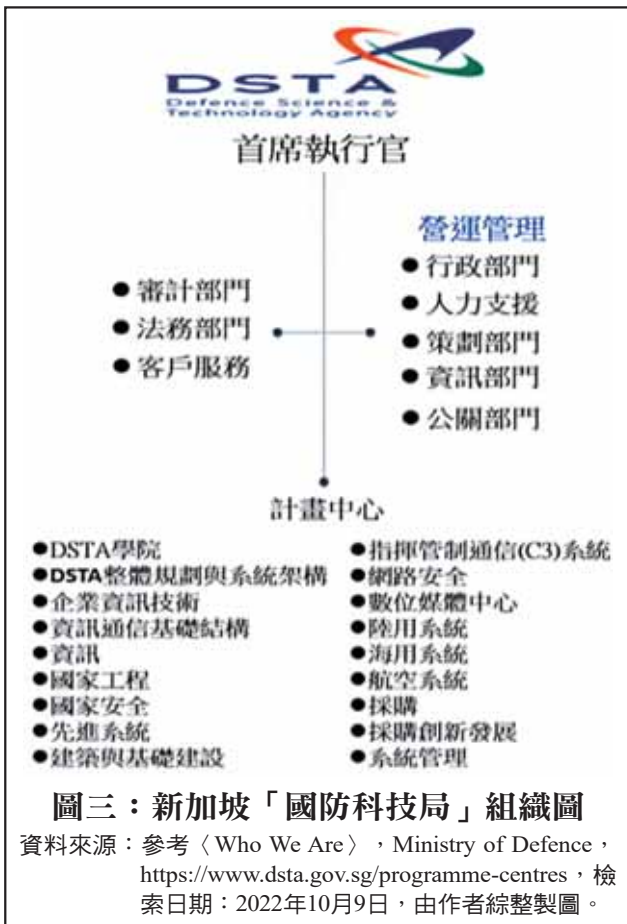 DSTA
Defence Science &
Technology Agency
首席執行官
● 審計部門
● 法務部門
● 客戶服務
營運管理
● 行政部門
● 人力支援
● 策劃部門
● 資訊部門
● 公關部門
計畫中心
●DSTA學院
●DSTA整體規劃與系統架構
●企業資訊技術
●資訊通信基礎結構
●資訊
●國家工程
●國家安全
●先進系統
●建築與基礎建設
●指揮管制通信(C3)系統
●網路安全
●數位媒體中心
●陸用系統
●海用系統
●航空系統
●採購
●採購創新發展
●系統管理
圖三：新加坡「國防科技局」組織圖
資料來源：參考〈Who We Are〉，Ministry of Defence，
https://www.dsta.gov.sg/programme-centres，檢
索日期：2022年10月9日，由作者綜整製圖。